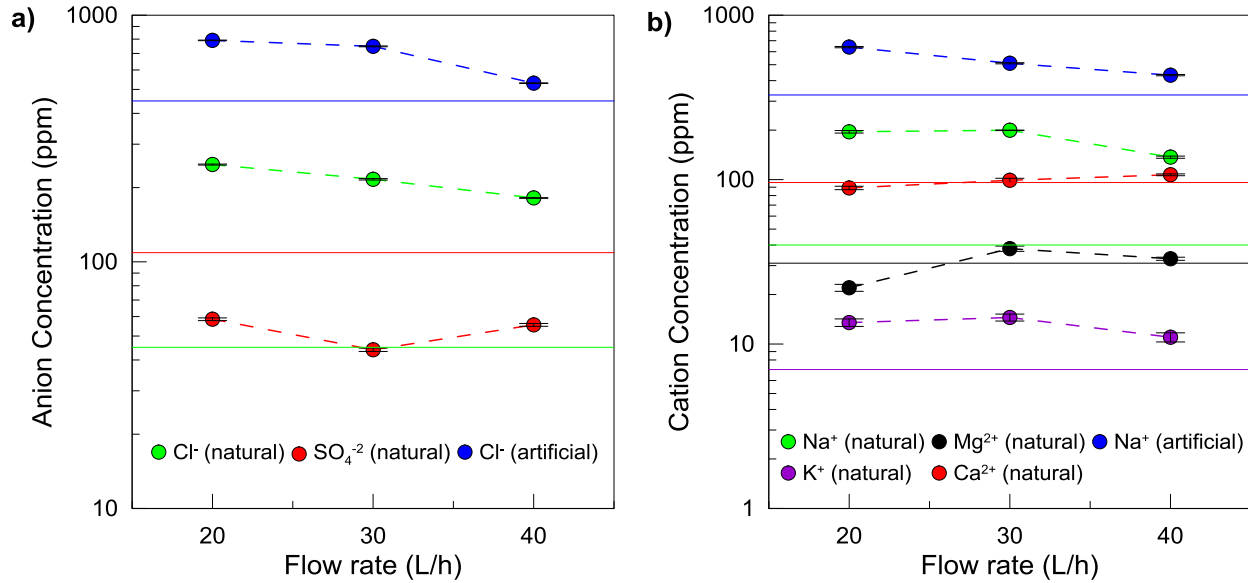 a)
1000
100
10
Anion Concentration (ppm)
Cl⁻ (natural) SO₄⁻² (natural) Cl⁻ (artificial)
20 30 40
Flow rate (L/h)
b)
1000
100
10
1
Cation Concentration (ppm)
Na⁺ (natural) Mg²⁺ (natural) Na⁺ (artificial)
K⁺ (natural) Ca²⁺ (natural)
20 30 40
Flow rate (L/h)